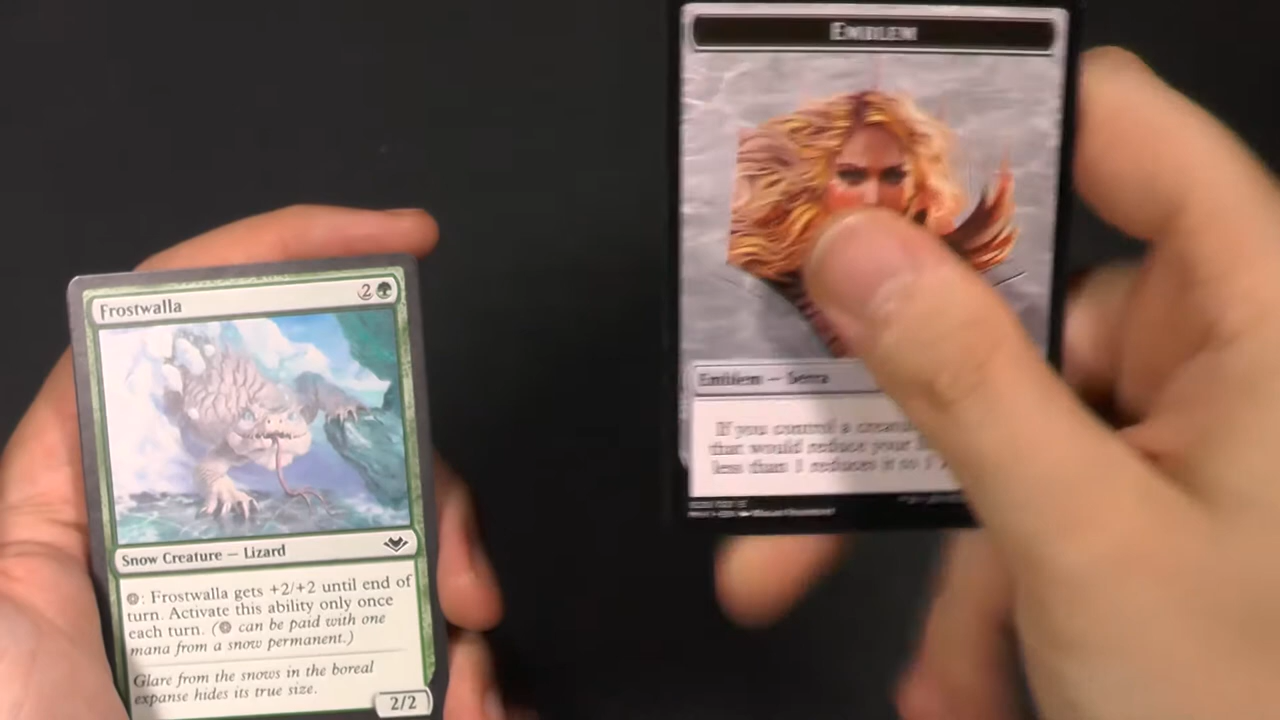 Frostwalla
2
Snow Creature — Lizard
: Frostwalla gets +2/+2 until end of
turn. Activate this ability only once
each turn. ( can be paid with one
mana from a snow permanent.)
Glare from the snows in the boreal
expanse hides its true size.
2/2
Emblem
Emblem — Serra
If you control a
that would reduce your
less than 1 reduces it to 1